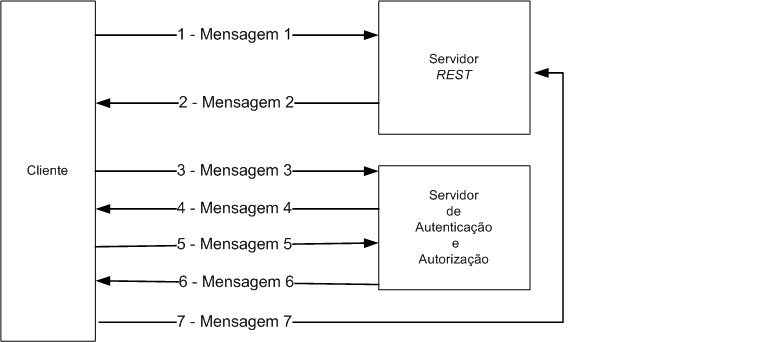 1 - Mensagem 1
Servidor
REST
2 - Mensagem 2
Cliente
3 - Mensagem 3
4 - Mensagem 4
5 - Mensagem 5
6 - Mensagem 6
Servidor
de
Autenticação
e
Autorização
7 - Mensagem 7